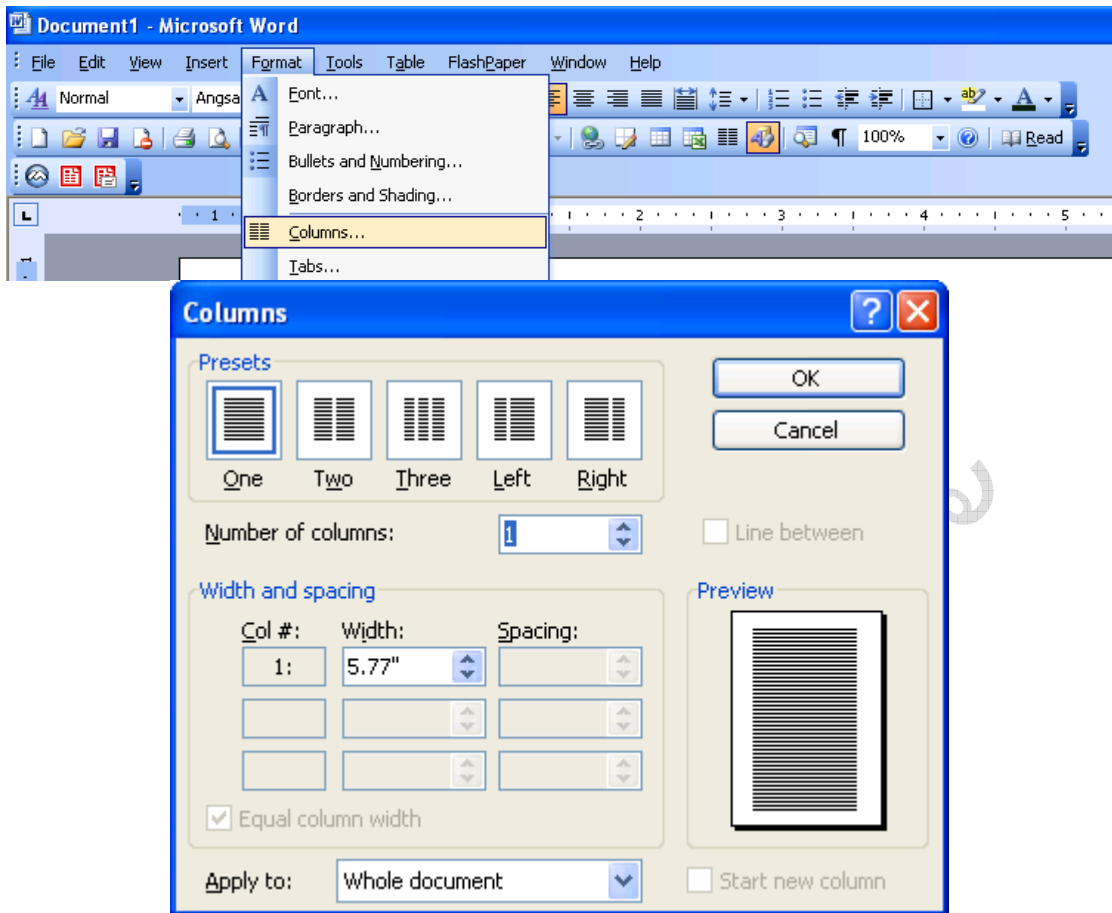 Document1 - Microsoft Word
File Edit View Insert Format Tools Table FlashPaper Window Help
Normal Angsa
Font...
Paragraph...
100% Read
Bullets and Numbering...
Borders and Shading...
1 2 3 4 5
Columns...
Tabs...
Columns
Presets
OK
Cancel
One Two Three Left Right
Number of columns: 1 Line between
Width and spacing Preview
Col #: Width: Spacing:
1: 5.77"
Equal column width
Apply to: Whole document Start new column